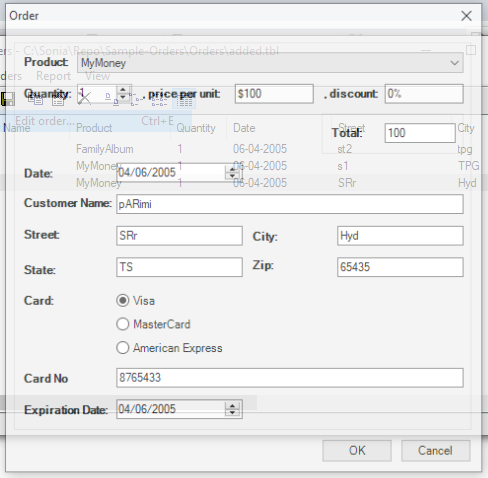 Order
ers - C:\Sonia\Repo\Sample-Orders\Orders\added.tbl
Product: MyMoney
ders Report View
Quantity: 1 , price per unit: $100 , discount: 0%
Edit order... Ctrl+E
Name Product Quantity Date Street City
Total: 100
FamilyAlbum 1 06-04-2005 st2 tpg
MyMoney 1 06-04-2005 s1 TPG
Date: 04/06/2005
MyMoney 1 06-04-2005 SRr Hyd
Customer Name: pARimi
Street: SRr City: Hyd
State: TS Zip: 65435
Card: Visa
MasterCard
American Express
Card No 8765433
Expiration Date: 04/06/2005
OK Cancel